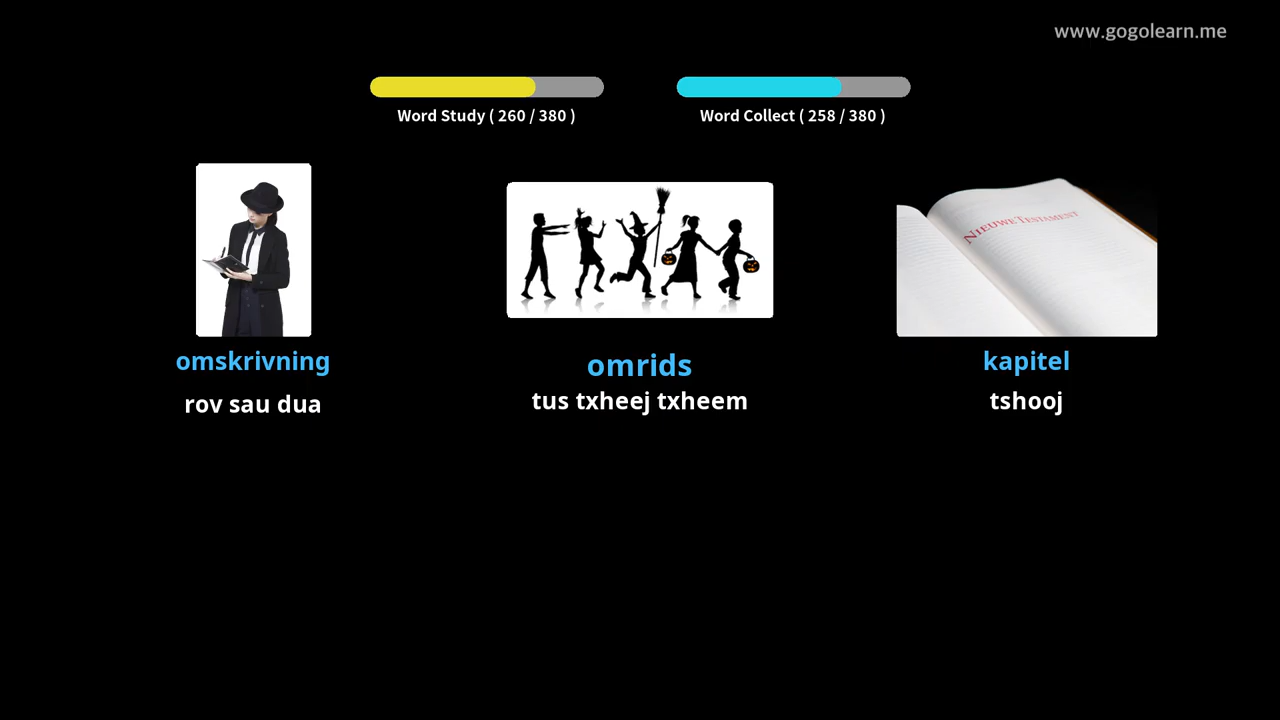 www.gogolearn.me
Word Study ( 260 / 380 )
Word Collect ( 258 / 380 )
NIEUWE TESTAMENT
omskrivning
omrids
kapitel
rov sau dua
tus txheej txheem
tshooj